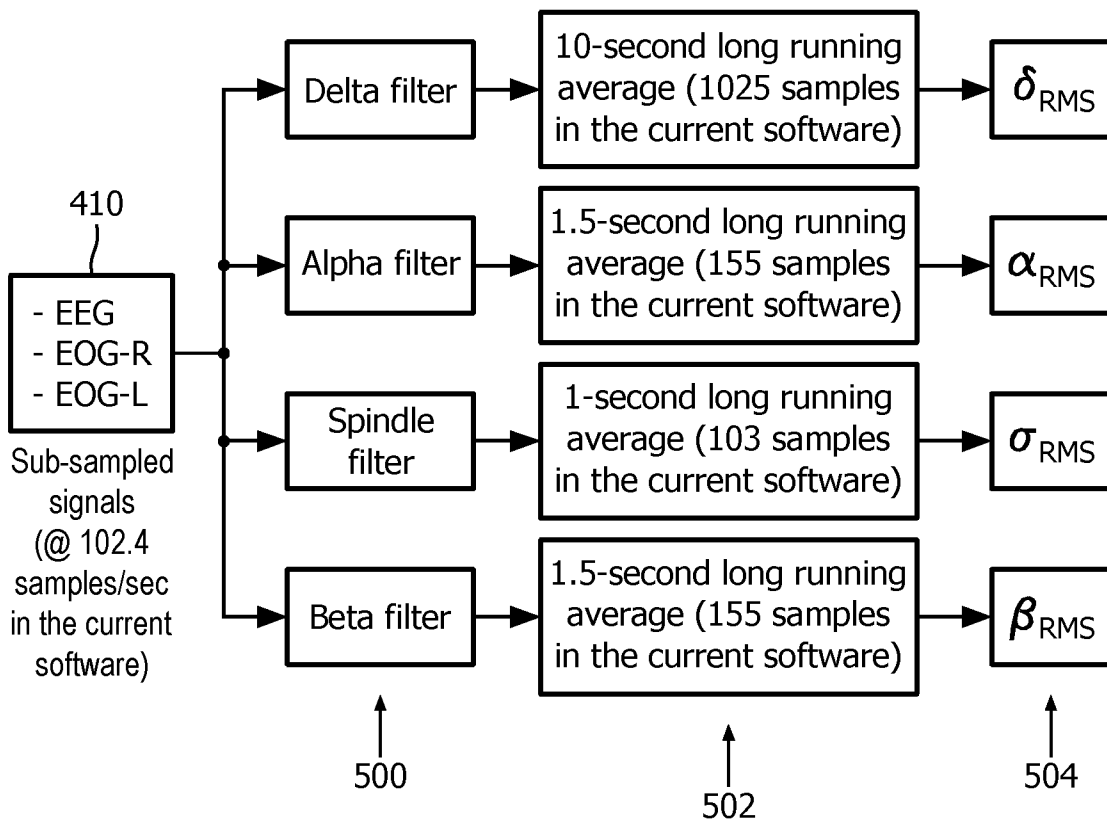 410
- EEG
- EOG-R
- EOG-L
Sub-sampled
signals
(@ 102.4
samples/sec
in the current
software)
Delta filter
10-second long running
average (1025 samples
in the current software)
δRMS
Alpha filter
1.5-second long running
average (155 samples
in the current software)
αRMS
Spindle
filter
1-second long running
average (103 samples
in the current software)
σRMS
Beta filter
1.5-second long running
average (155 samples
in the current software)
βRMS
500
502
504